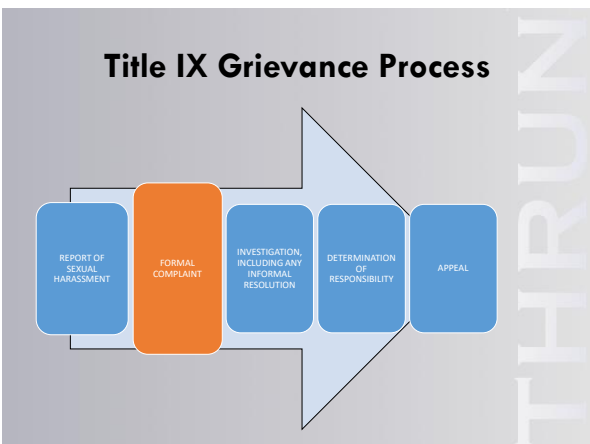 Title IX Grievance Process
REPORT OF
SEXUAL
HARASSMENT
FORMAL
COMPLAINT
INVESTIGATION,
INCLUDING ANY
INFORMAL
RESOLUTION
DETERMINATION
OF
RESPONSIBILITY
APPEAL
THRUN